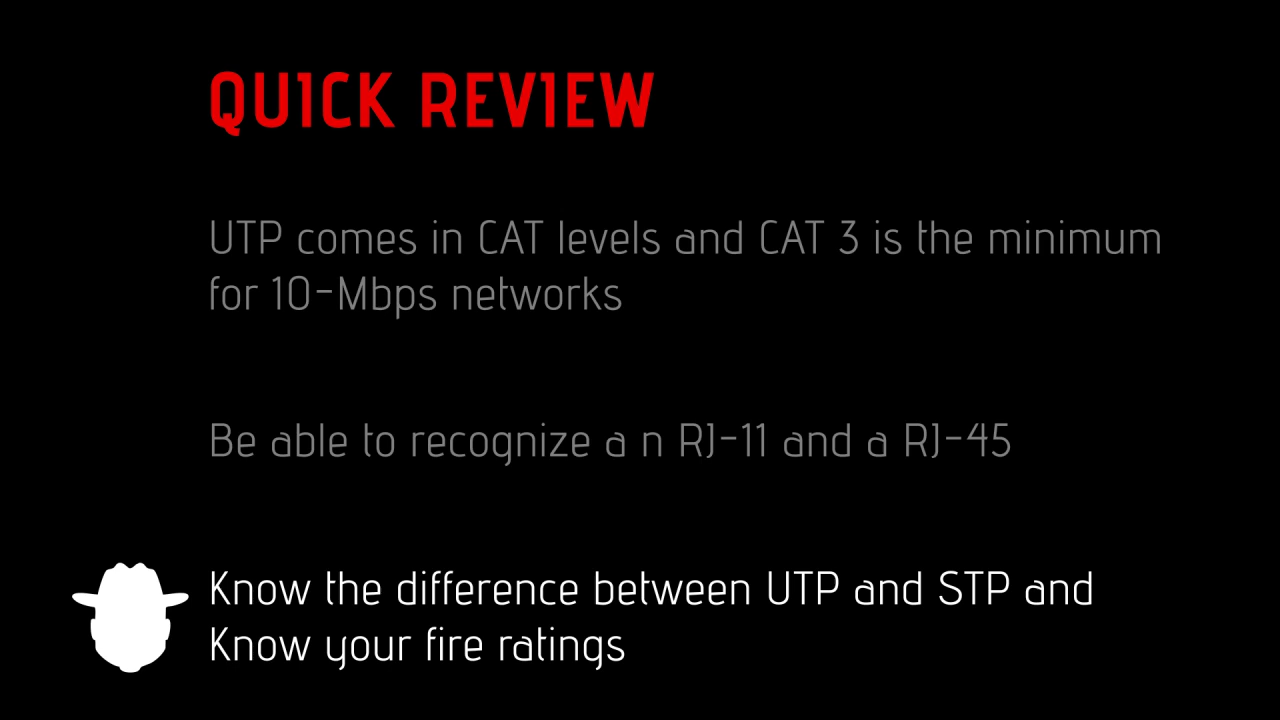 QUICK REVIEW
UTP comes in CAT levels and CAT 3 is the minimum
for 10-Mbps networks
Be able to recognize a n RJ-11 and a RJ-45
Know the difference between UTP and STP and
Know your fire ratings